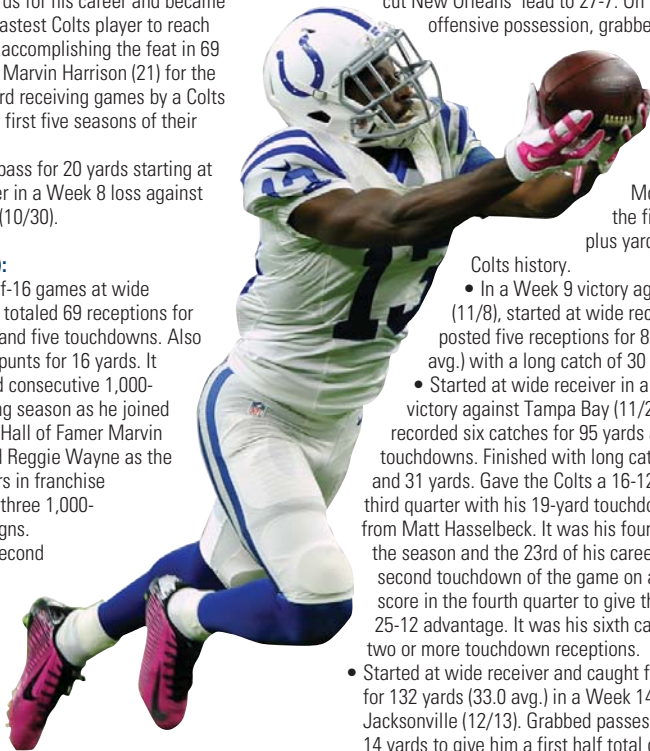 rds for his career and became
astest Colts player to reach
accomplishing the feat in 69
Marvin Harrison (21) for the
rd receiving games by a Colts
first five seasons of their
pass for 20 yards starting at
er in a Week 8 loss against
(10/30).
):
f-16 games at wide
totaled 69 receptions for
and five touchdowns. Also
punts for 16 yards. It
d consecutive 1,000-
ng season as he joined
Hall of Famer Marvin
d Reggie Wayne as the
rs in franchise
three 1,000-
gns.
econd
cut New Orleans' lead to 27-7. On
offensive possession, grabbe
Mo
the fi
plus yard
Colts history.
• In a Week 9 victory ag
(11/8), started at wide rec
posted five receptions for 8
avg.) with a long catch of 30
• Started at wide receiver in a
victory against Tampa Bay (11/2
recorded six catches for 95 yards a
touchdowns. Finished with long cat
and 31 yards. Gave the Colts a 16-12
third quarter with his 19-yard touchdo
from Matt Hasselbeck. It was his four
the season and the 23rd of his caree
second touchdown of the game on a
score in the fourth quarter to give th
25-12 advantage. It was his sixth ca
two or more touchdown receptions.
• Started at wide receiver and caught f
for 132 yards (33.0 avg.) in a Week 14
Jacksonville (12/13). Grabbed passes
14 yards to give him a first half total o
13
13